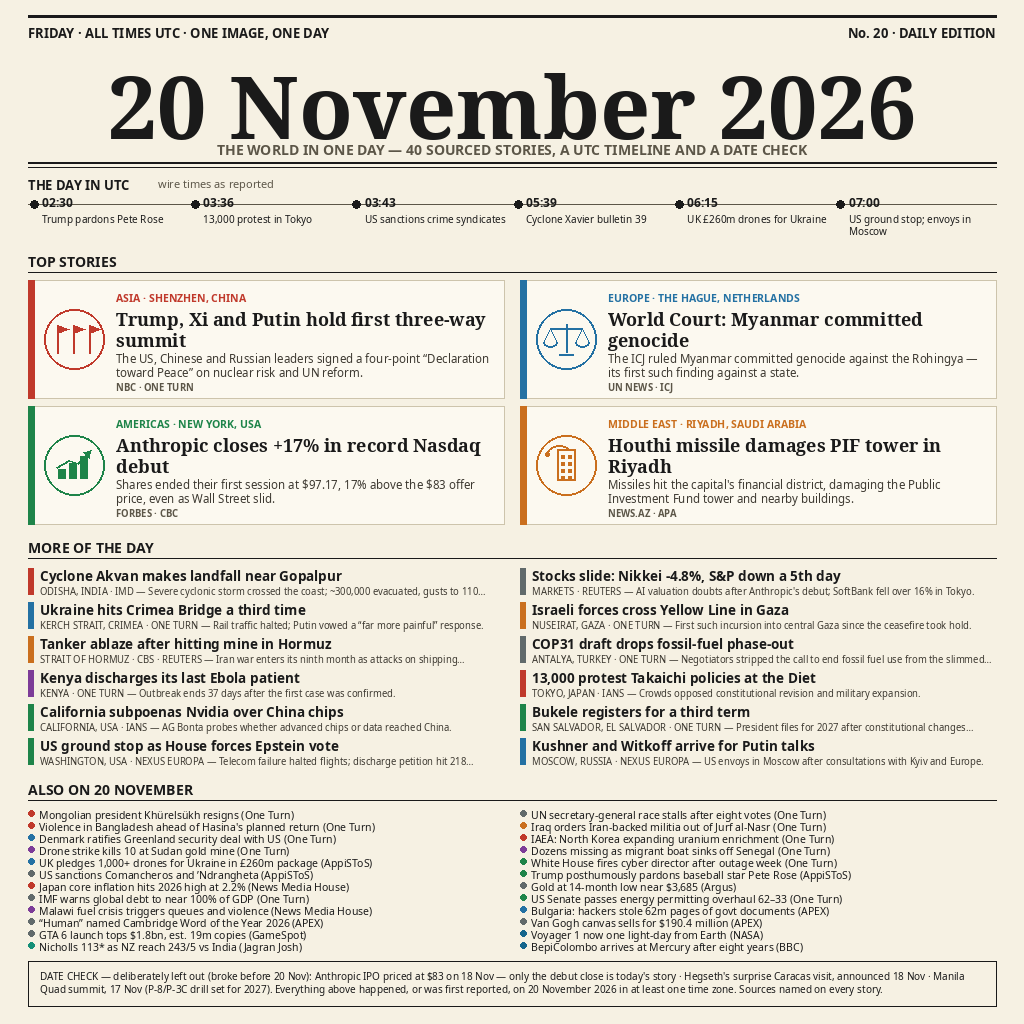 FRIDAY · ALL TIMES UTC · ONE IMAGE, ONE DAY
No. 20 · DAILY EDITION
20 November 2026
THE WORLD IN ONE DAY — 40 SOURCED STORIES, A UTC TIMELINE AND A DATE CHECK
THE DAY IN UTC
wire times as reported
02:30
Trump pardons Pete Rose
03:36
13,000 protest in Tokyo
03:43
US sanctions crime syndicates
05:39
Cyclone Xavier bulletin 39
06:15
UK £260m drones for Ukraine
07:00
US ground stop; envoys in
Moscow
TOP STORIES
ASIA · SHENZHEN, CHINA
Trump, Xi and Putin hold first three-way
summit
The US, Chinese and Russian leaders signed a four-point “Declaration
toward Peace” on nuclear risk and UN reform.
NBC · ONE TURN
EUROPE · THE HAGUE, NETHERLANDS
World Court: Myanmar committed
genocide
The ICJ ruled Myanmar committed genocide against the Rohingya —
its first such finding against a state.
UN NEWS · ICJ
AMERICAS · NEW YORK, USA
Anthropic closes +17% in record Nasdaq
debut
Shares ended their first session at $97.17, 17% above the $83 offer
price, even as Wall Street slid.
FORBES · CBC
MIDDLE EAST · RIYADH, SAUDI ARABIA
Houthi missile damages PIF tower in
Riyadh
Missiles hit the capital's financial district, damaging the Public
Investment Fund tower and nearby buildings.
NEWS.AZ · APA
MORE OF THE DAY
Cyclone Akvan makes landfall near Gopalpur
ODISHA, INDIA · IMD — Severe cyclonic storm crossed the coast; ~300,000 evacuated, gusts to 110…
Ukraine hits Crimea Bridge a third time
KERCH STRAIT, CRIMEA · ONE TURN — Rail traffic halted; Putin vowed a “far more painful” response.
Tanker ablaze after hitting mine in Hormuz
STRAIT OF HORMUZ · CBS · REUTERS — Iran war enters its ninth month as attacks on shipping…
Kenya discharges its last Ebola patient
KENYA · ONE TURN — Outbreak ends 37 days after the first case was confirmed.
California subpoenas Nvidia over China chips
CALIFORNIA, USA · IANS — AG Bonta probes whether advanced chips or data reached China.
US ground stop as House forces Epstein vote
WASHINGTON, USA · NEXUS EUROPA — Telecom failure halted flights; discharge petition hit 218…
Stocks slide: Nikkei -4.8%, S&P down a 5th day
MARKETS · REUTERS — AI valuation doubts after Anthropic's debut; SoftBank fell over 16% in Tokyo.
Israeli forces cross Yellow Line in Gaza
NUSEIRAT, GAZA · ONE TURN — First such incursion into central Gaza since the ceasefire took hold.
COP31 draft drops fossil-fuel phase-out
ANTALYA, TURKEY · ONE TURN — Negotiators stripped the call to end fossil fuel use from the slimmed…
13,000 protest Takaichi policies at the Diet
TOKYO, JAPAN · IANS — Crowds opposed constitutional revision and military expansion.
Bukele registers for a third term
SAN SALVADOR, EL SALVADOR · ONE TURN — President files for 2027 after constitutional changes…
Kushner and Witkoff arrive for Putin talks
MOSCOW, RUSSIA · NEXUS EUROPA — US envoys in Moscow after consultations with Kyiv and Europe.
ALSO ON 20 NOVEMBER
Mongolian president Khürelsükh resigns (One Turn)
Violence in Bangladesh ahead of Hasina's planned return (One Turn)
Denmark ratifies Greenland security deal with US (One Turn)
Drone strike kills 10 at Sudan gold mine (One Turn)
UK pledges 1,000+ drones for Ukraine in £260m package (AppiSToS)
US sanctions Comancheros and ’Ndrangheta (AppiSToS)
Japan core inflation hits 2026 high at 2.2% (News Media House)
IMF warns global debt to near 100% of GDP (One Turn)
Malawi fuel crisis triggers queues and violence (News Media House)
“Human” named Cambridge Word of the Year 2026 (APEX)
GTA 6 launch tops $1.8bn, est. 19m copies (GameSpot)
Nicholls 113* as NZ reach 243/5 vs India (Jagran Josh)
UN secretary-general race stalls after eight votes (One Turn)
Iraq orders Iran-backed militia out of Jurf al-Nasr (One Turn)
IAEA: North Korea expanding uranium enrichment (One Turn)
Dozens missing as migrant boat sinks off Senegal (One Turn)
White House fires cyber director after outage week (One Turn)
Trump posthumously pardons baseball star Pete Rose (AppiSToS)
Gold at 14-month low near $3,685 (Argus)
US Senate passes energy permitting overhaul 62–33 (One Turn)
Bulgaria: hackers stole 62m pages of govt documents (APEX)
Van Gogh canvas sells for $190.4 million (APEX)
Voyager 1 now one light-day from Earth (NASA)
BepiColombo arrives at Mercury after eight years (BBC)
DATE CHECK — deliberately left out (broke before 20 Nov): Anthropic IPO priced at $83 on 18 Nov — only the debut close is today's story · Hegseth's surprise Caracas visit, announced 18 Nov · Manila
Quad summit, 17 Nov (P-8/P-3C drill set for 2027). Everything above happened, or was first reported, on 20 November 2026 in at least one time zone. Sources named on every story.